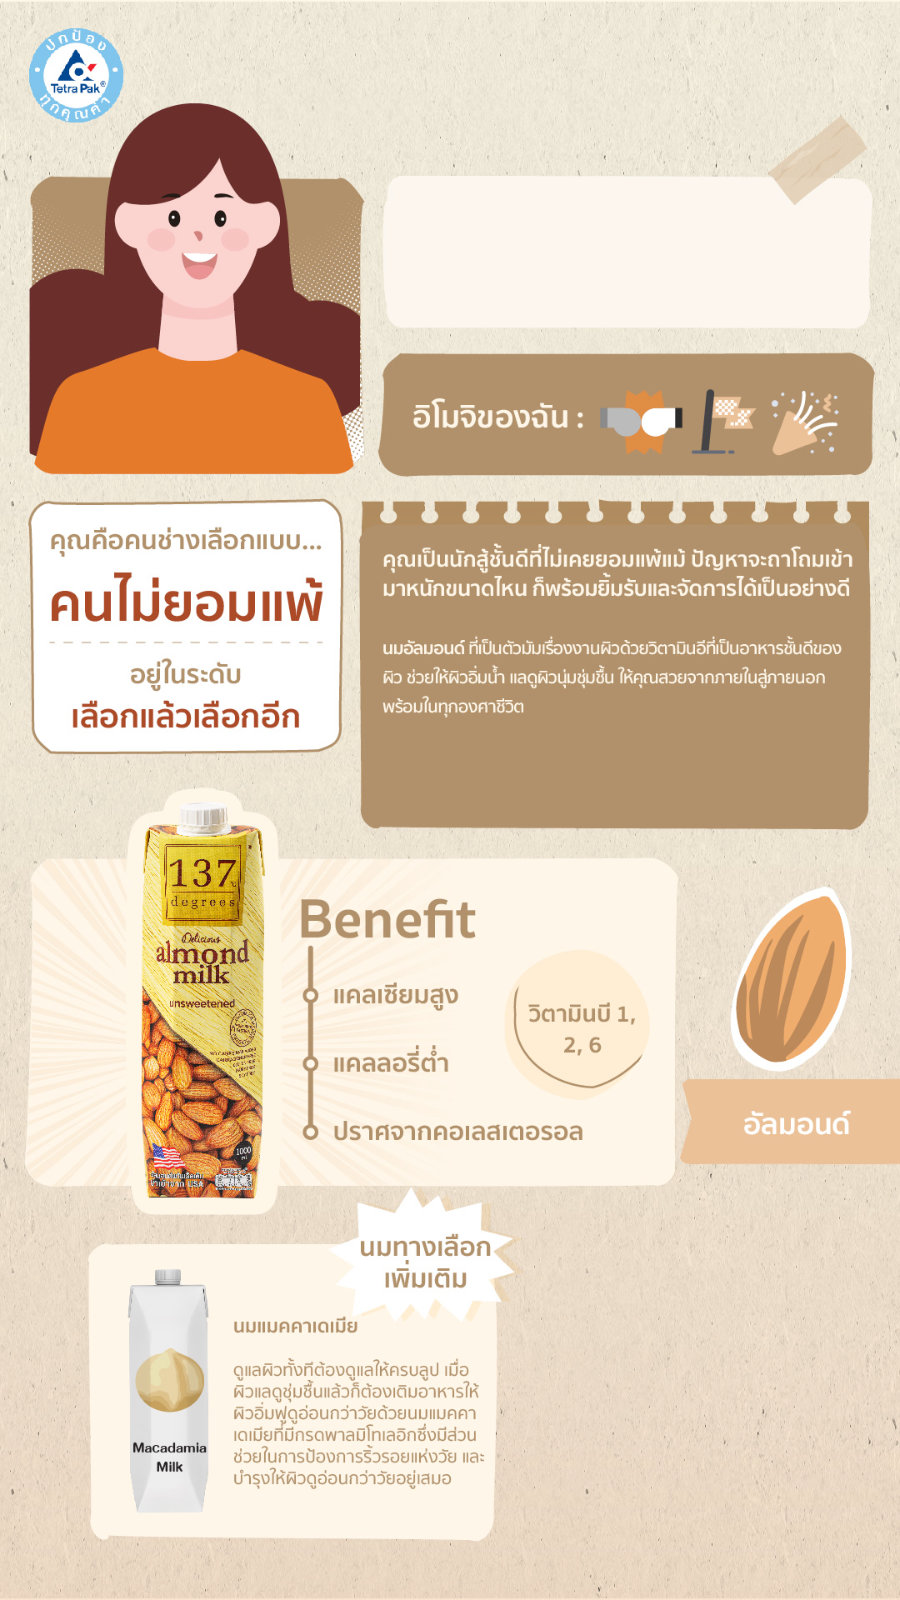 ปกป้อง
Tetra Pak®
ทุกคุณค่า
อิโมจิของฉัน :
คุณคือคนช่างเลือกแบบ...
คนไม่ยอมแพ้
อยู่ในระดับ
เลือกแล้วเลือกอีก
คุณเป็นนักสู้ชั้นดีที่ไม่เคยยอมแพ้แม้ ปัญหาจะถาโถมเข้า
มาหนักขนาดไหน ก็พร้อมยิ้มรับและจัดการได้เป็นอย่างดี
นมอัลมอนด์ ที่เป็นตัวมัมเรื่องงานผิวด้วยวิตามินอีที่เป็นอาหารชั้นดีของ
ผิว ช่วยให้ผิวอิ่มน้ำ แลดูผิวนุ่มชุ่มชื้น ให้คุณสวยจากภายในสู่ภายนอก
พร้อมในทุกองศาชีวิต
137
degrees
Delicious
almond
milk
unsweetened
1000
ml
Benefit
แคลเซียมสูง
แคลลอรี่ต่ำ
ปราศจากคอเลสเตอรอล
วิตามินบี 1,
2, 6
อัลมอนด์
นมทางเลือก
เพิ่มเติม
นมแมคคาเดเมีย
ดูแลผิวทั้งทีต้องดูแลให้ครบลูป เมื่อ
ผิวแลดูชุ่มชื้นแล้วก็ต้องเติมอาหารให้
ผิวอิ่มฟูดูอ่อนกว่าวัยด้วยนมแมคคา
เดเมียที่มีกรดพาลมิโทเลอิกซึ่งมีส่วน
ช่วยในการป้องการริ้วรอยแห่งวัย และ
บำรุงให้ผิวดูอ่อนกว่าวัยอยู่เสมอ
Macadamia
Milk